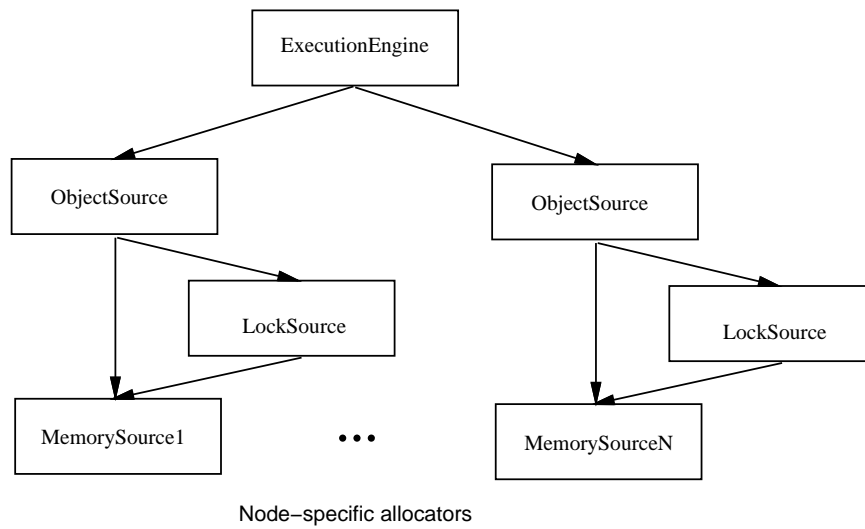 ExecutionEngine
ObjectSource
ObjectSource
LockSource
LockSource
MemorySource1
...
MemorySourceN
Node-specific allocators